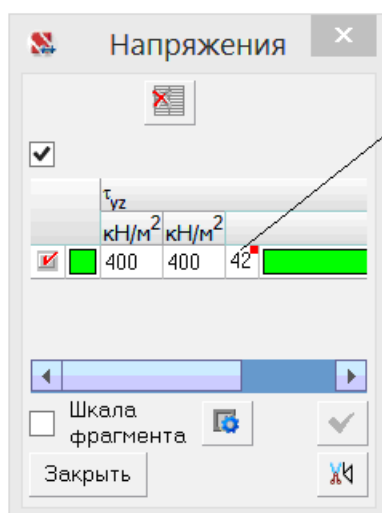 Напряжения
τyz
кН/м² кН/м²
400 400 42
Шкала
фрагмента
Закрыть